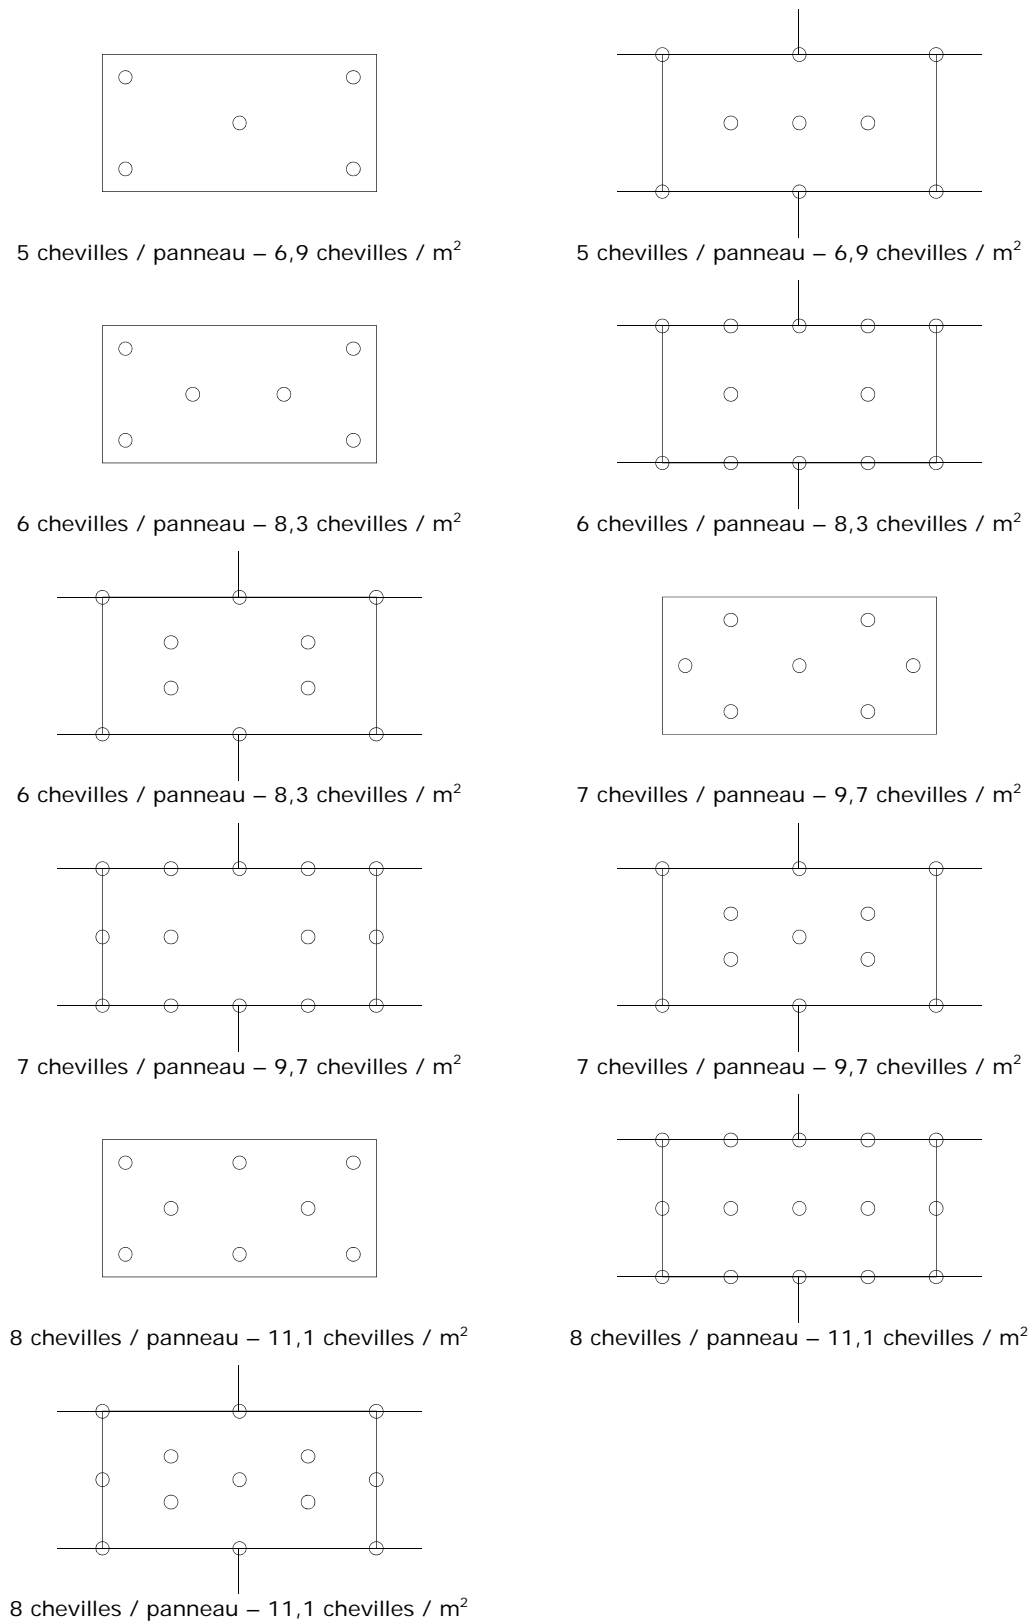 5 chevilles / panneau – 6,9 chevilles / m²
5 chevilles / panneau – 6,9 chevilles / m²
6 chevilles / panneau – 8,3 chevilles / m²
6 chevilles / panneau – 8,3 chevilles / m²
6 chevilles / panneau – 8,3 chevilles / m²
7 chevilles / panneau – 9,7 chevilles / m²
7 chevilles / panneau – 9,7 chevilles / m²
7 chevilles / panneau – 9,7 chevilles / m²
8 chevilles / panneau – 11,1 chevilles / m²
8 chevilles / panneau – 11,1 chevilles / m²
8 chevilles / panneau – 11,1 chevilles / m²